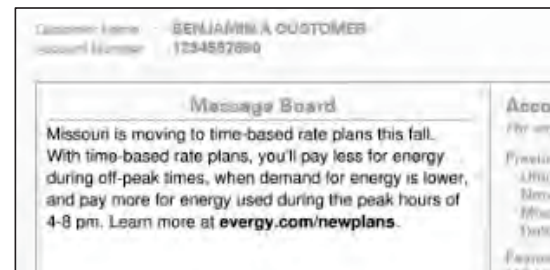 Customer Name BENJAMIN A CUSTOMER
Account Number
Message Board
Missouri is moving to time-based rate plans this fall.
With time-based rate plans, you'll pay less for energy
during off-peak times, when demand for energy is lower,
and pay more for energy used during the peak hours of
4-8 pm. Learn more at evergy.com/newplans.